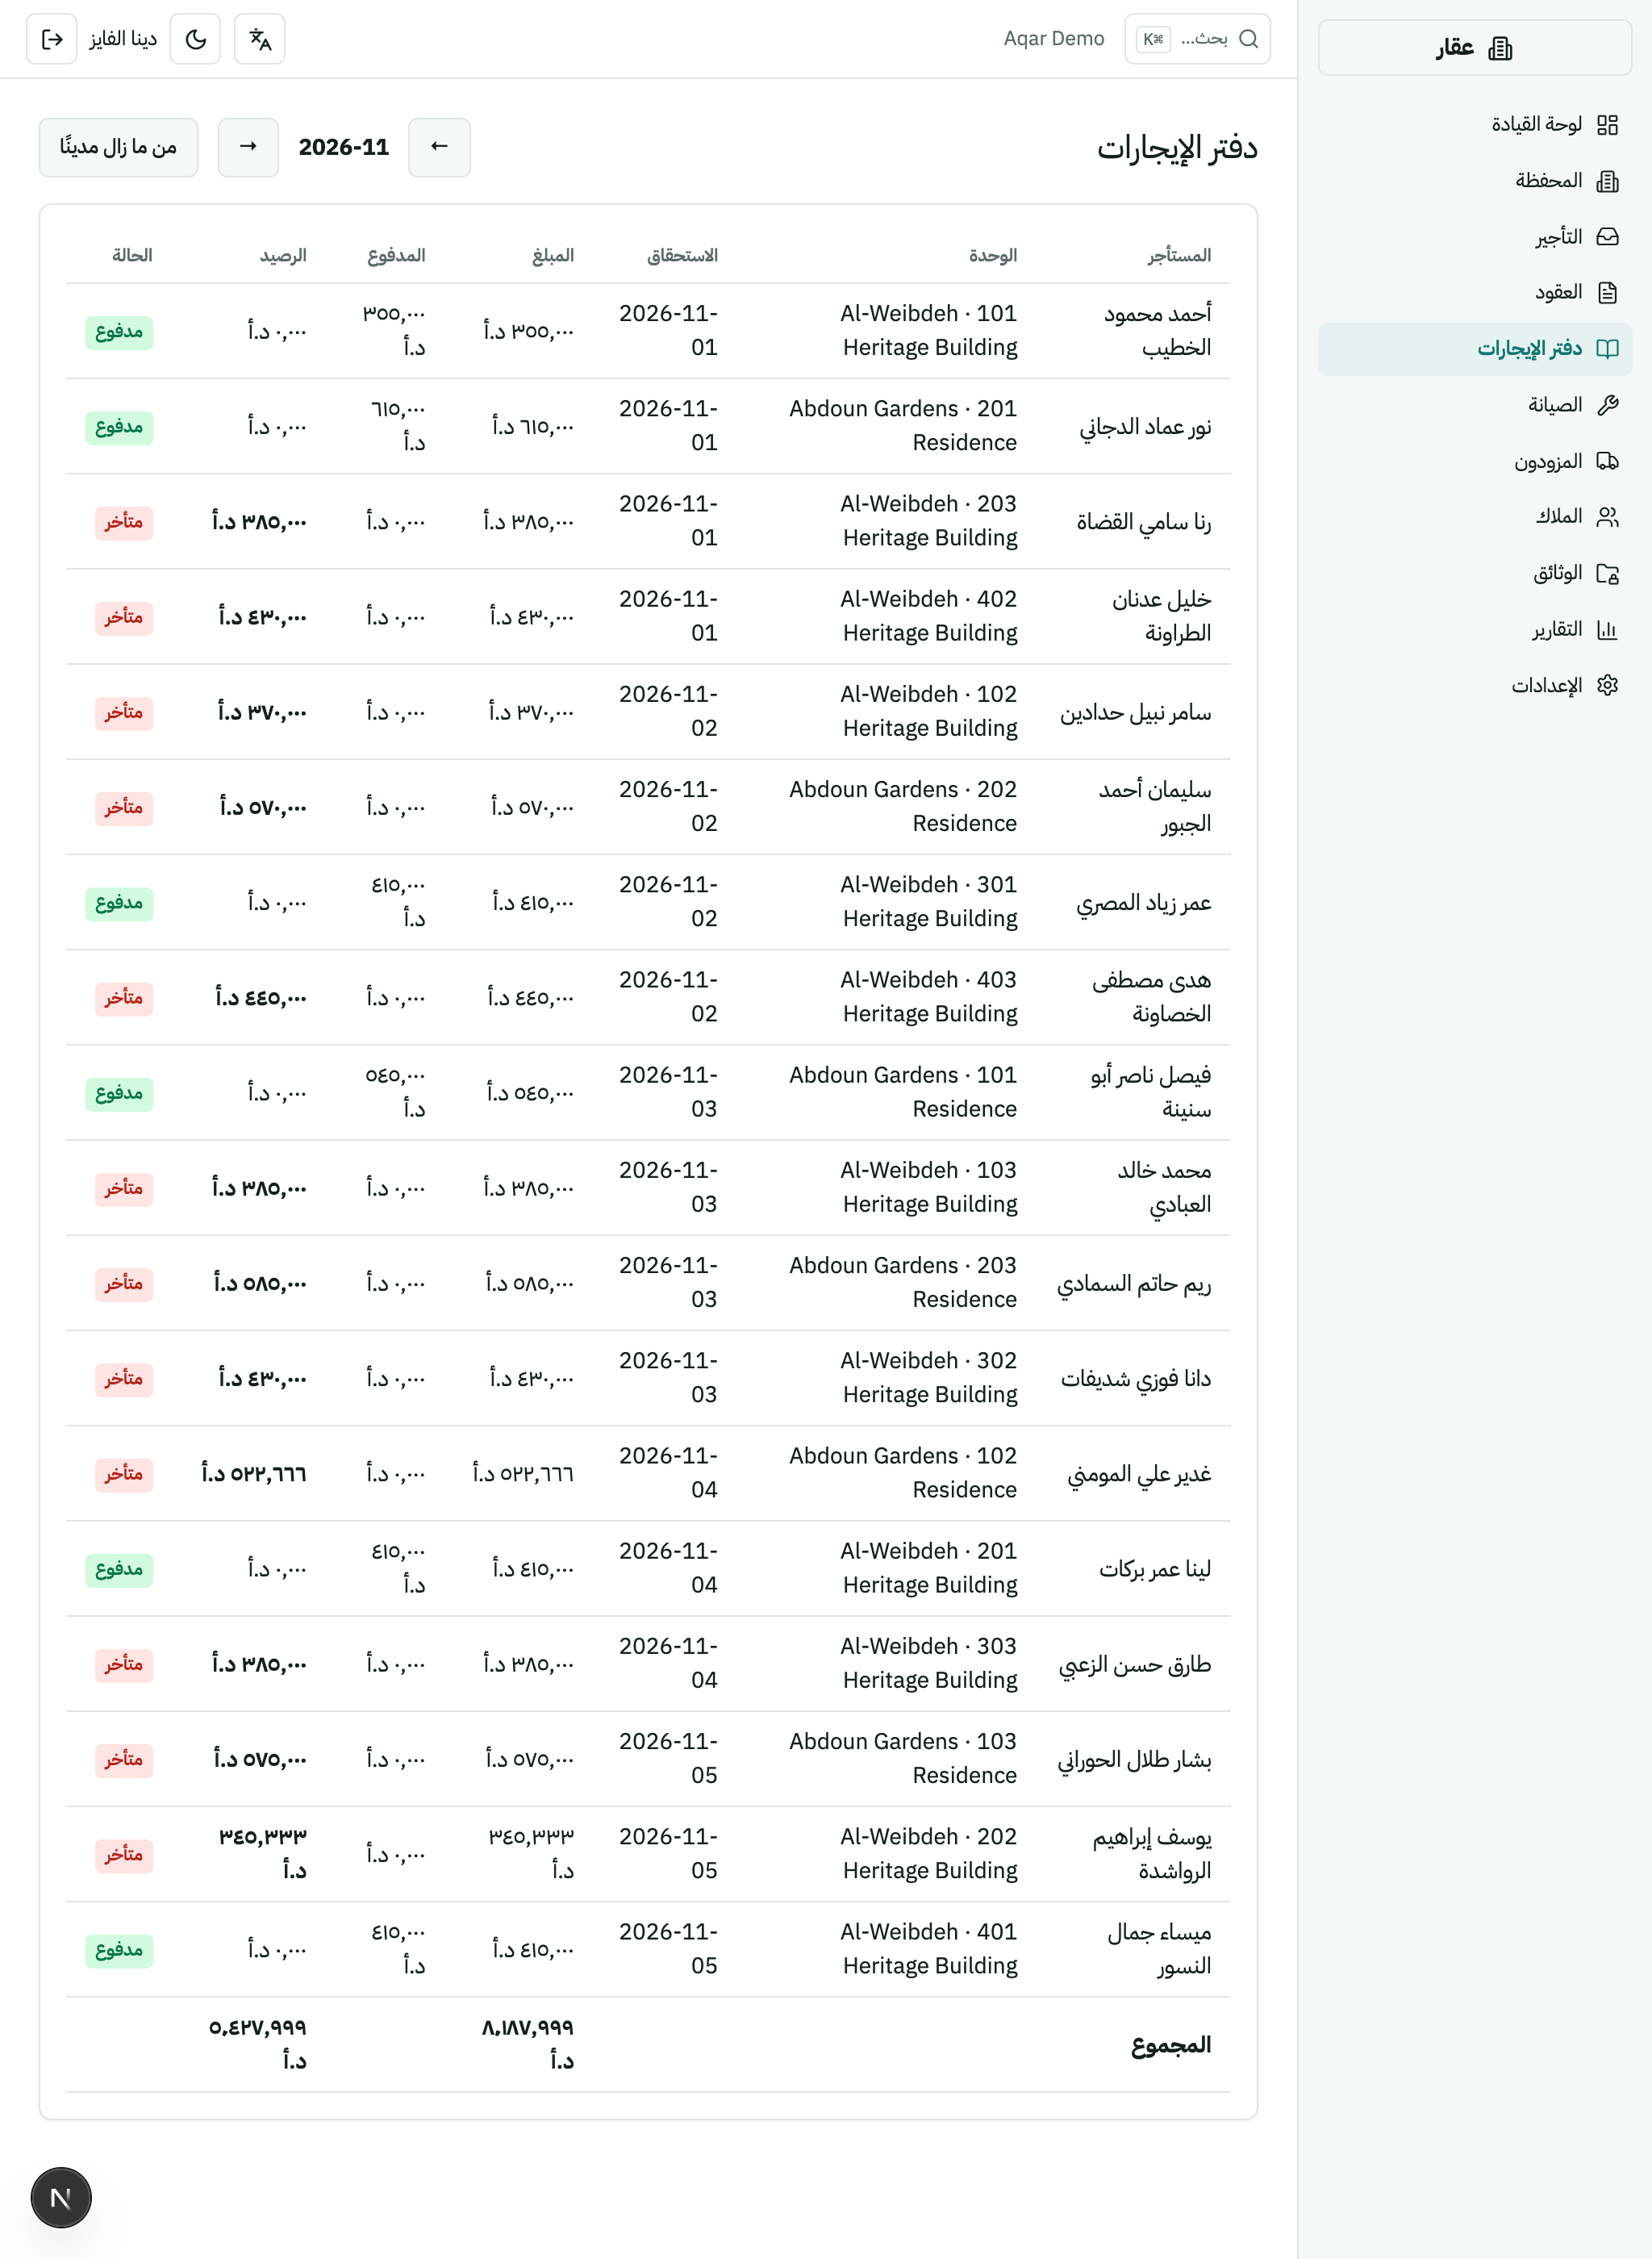 عقار
لوحة القيادة
المحفظة
التأجير
العقود
دفتر الإيجارات
الصيانة
المزودون
الملاك
الوثائق
التقارير
الإعدادات
بحث... ⌘K
Aqar Demo
دينا الفايز
دفتر الإيجارات
←
2026-11
→
من ما زال مدينًا
المستأجر الوحدة الاستحقاق المبلغ المدفوع الرصيد الحالة
أحمد محمود الخطيب 101 · Al-Weibdeh Heritage Building 2026-11-01 ٣٥٥,٠٠٠ د.أ ٣٥٥,٠٠٠ د.أ ٠,٠٠٠ د.أ مدفوع
نور عماد الدجاني 201 · Abdoun Gardens Residence 2026-11-01 ٦١٥,٠٠٠ د.أ ٦١٥,٠٠٠ د.أ ٠,٠٠٠ د.أ مدفوع
رنا سامي القضاة 203 · Al-Weibdeh Heritage Building 2026-11-01 ٣٨٥,٠٠٠ د.أ ٠,٠٠٠ د.أ ٣٨٥,٠٠٠ د.أ متأخر
خليل عدنان الطراونة 402 · Al-Weibdeh Heritage Building 2026-11-01 ٤٣٠,٠٠٠ د.أ ٠,٠٠٠ د.أ ٤٣٠,٠٠٠ د.أ متأخر
سامر نبيل حدادين 102 · Al-Weibdeh Heritage Building 2026-11-02 ٣٧٠,٠٠٠ د.أ ٠,٠٠٠ د.أ ٣٧٠,٠٠٠ د.أ متأخر
سليمان أحمد الجبور 202 · Abdoun Gardens Residence 2026-11-02 ٥٧٠,٠٠٠ د.أ ٠,٠٠٠ د.أ ٥٧٠,٠٠٠ د.أ متأخر
عمر زياد المصري 301 · Al-Weibdeh Heritage Building 2026-11-02 ٤١٥,٠٠٠ د.أ ٤١٥,٠٠٠ د.أ ٠,٠٠٠ د.أ مدفوع
هدى مصطفى الخصاونة 403 · Al-Weibdeh Heritage Building 2026-11-02 ٤٤٥,٠٠٠ د.أ ٠,٠٠٠ د.أ ٤٤٥,٠٠٠ د.أ متأخر
فيصل ناصر أبو سنينة 101 · Abdoun Gardens Residence 2026-11-03 ٥٤٥,٠٠٠ د.أ ٥٤٥,٠٠٠ د.أ ٠,٠٠٠ د.أ مدفوع
محمد خالد العبادي 103 · Al-Weibdeh Heritage Building 2026-11-03 ٣٨٥,٠٠٠ د.أ ٠,٠٠٠ د.أ ٣٨٥,٠٠٠ د.أ متأخر
ريم حاتم السمادي 203 · Abdoun Gardens Residence 2026-11-03 ٥٨٥,٠٠٠ د.أ ٠,٠٠٠ د.أ ٥٨٥,٠٠٠ د.أ متأخر
دانا فوزي شديفات 302 · Al-Weibdeh Heritage Building 2026-11-03 ٤٣٠,٠٠٠ د.أ ٠,٠٠٠ د.أ ٤٣٠,٠٠٠ د.أ متأخر
غدير علي المومني 102 · Abdoun Gardens Residence 2026-11-04 ٥٢٢,٦٦٦ د.أ ٠,٠٠٠ د.أ ٥٢٢,٦٦٦ د.أ متأخر
لينا عمر بركات 201 · Al-Weibdeh Heritage Building 2026-11-04 ٤١٥,٠٠٠ د.أ ٤١٥,٠٠٠ د.أ ٠,٠٠٠ د.أ مدفوع
طارق حسن الزعبي 303 · Al-Weibdeh Heritage Building 2026-11-04 ٣٨٥,٠٠٠ د.أ ٠,٠٠٠ د.أ ٣٨٥,٠٠٠ د.أ متأخر
بشار طلال الحوراني 103 · Abdoun Gardens Residence 2026-11-05 ٥٧٥,٠٠٠ د.أ ٠,٠٠٠ د.أ ٥٧٥,٠٠٠ د.أ متأخر
يوسف إبراهيم الرواشدة 202 · Al-Weibdeh Heritage Building 2026-11-05 ٣٤٥,٣٣٣ د.أ ٠,٠٠٠ د.أ ٣٤٥,٣٣٣ د.أ متأخر
ميساء جمال النسور 401 · Al-Weibdeh Heritage Building 2026-11-05 ٤١٥,٠٠٠ د.أ ٤١٥,٠٠٠ د.أ ٠,٠٠٠ د.أ مدفوع
المجموع ٨,١٨٧,٩٩٩ د.أ ٥,٤٢٧,٩٩٩ د.أ
N